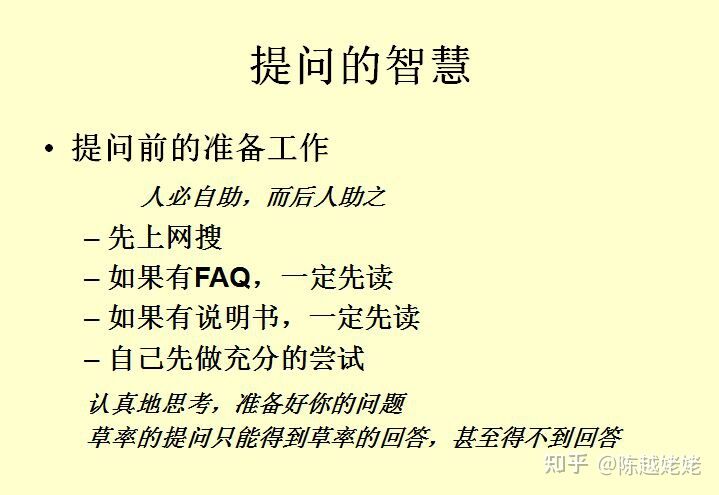 提问的智慧
• 提问前的准备工作
人必自助，而后人助之
– 先上网搜
– 如果有FAQ，一定先读
– 如果有说明书，一定先读
– 自己先做充分的尝试
认真地思考，准备好你的问题
草率的提问只能得到草率的回答，甚至得不到回答
知乎 @陈越姥姥